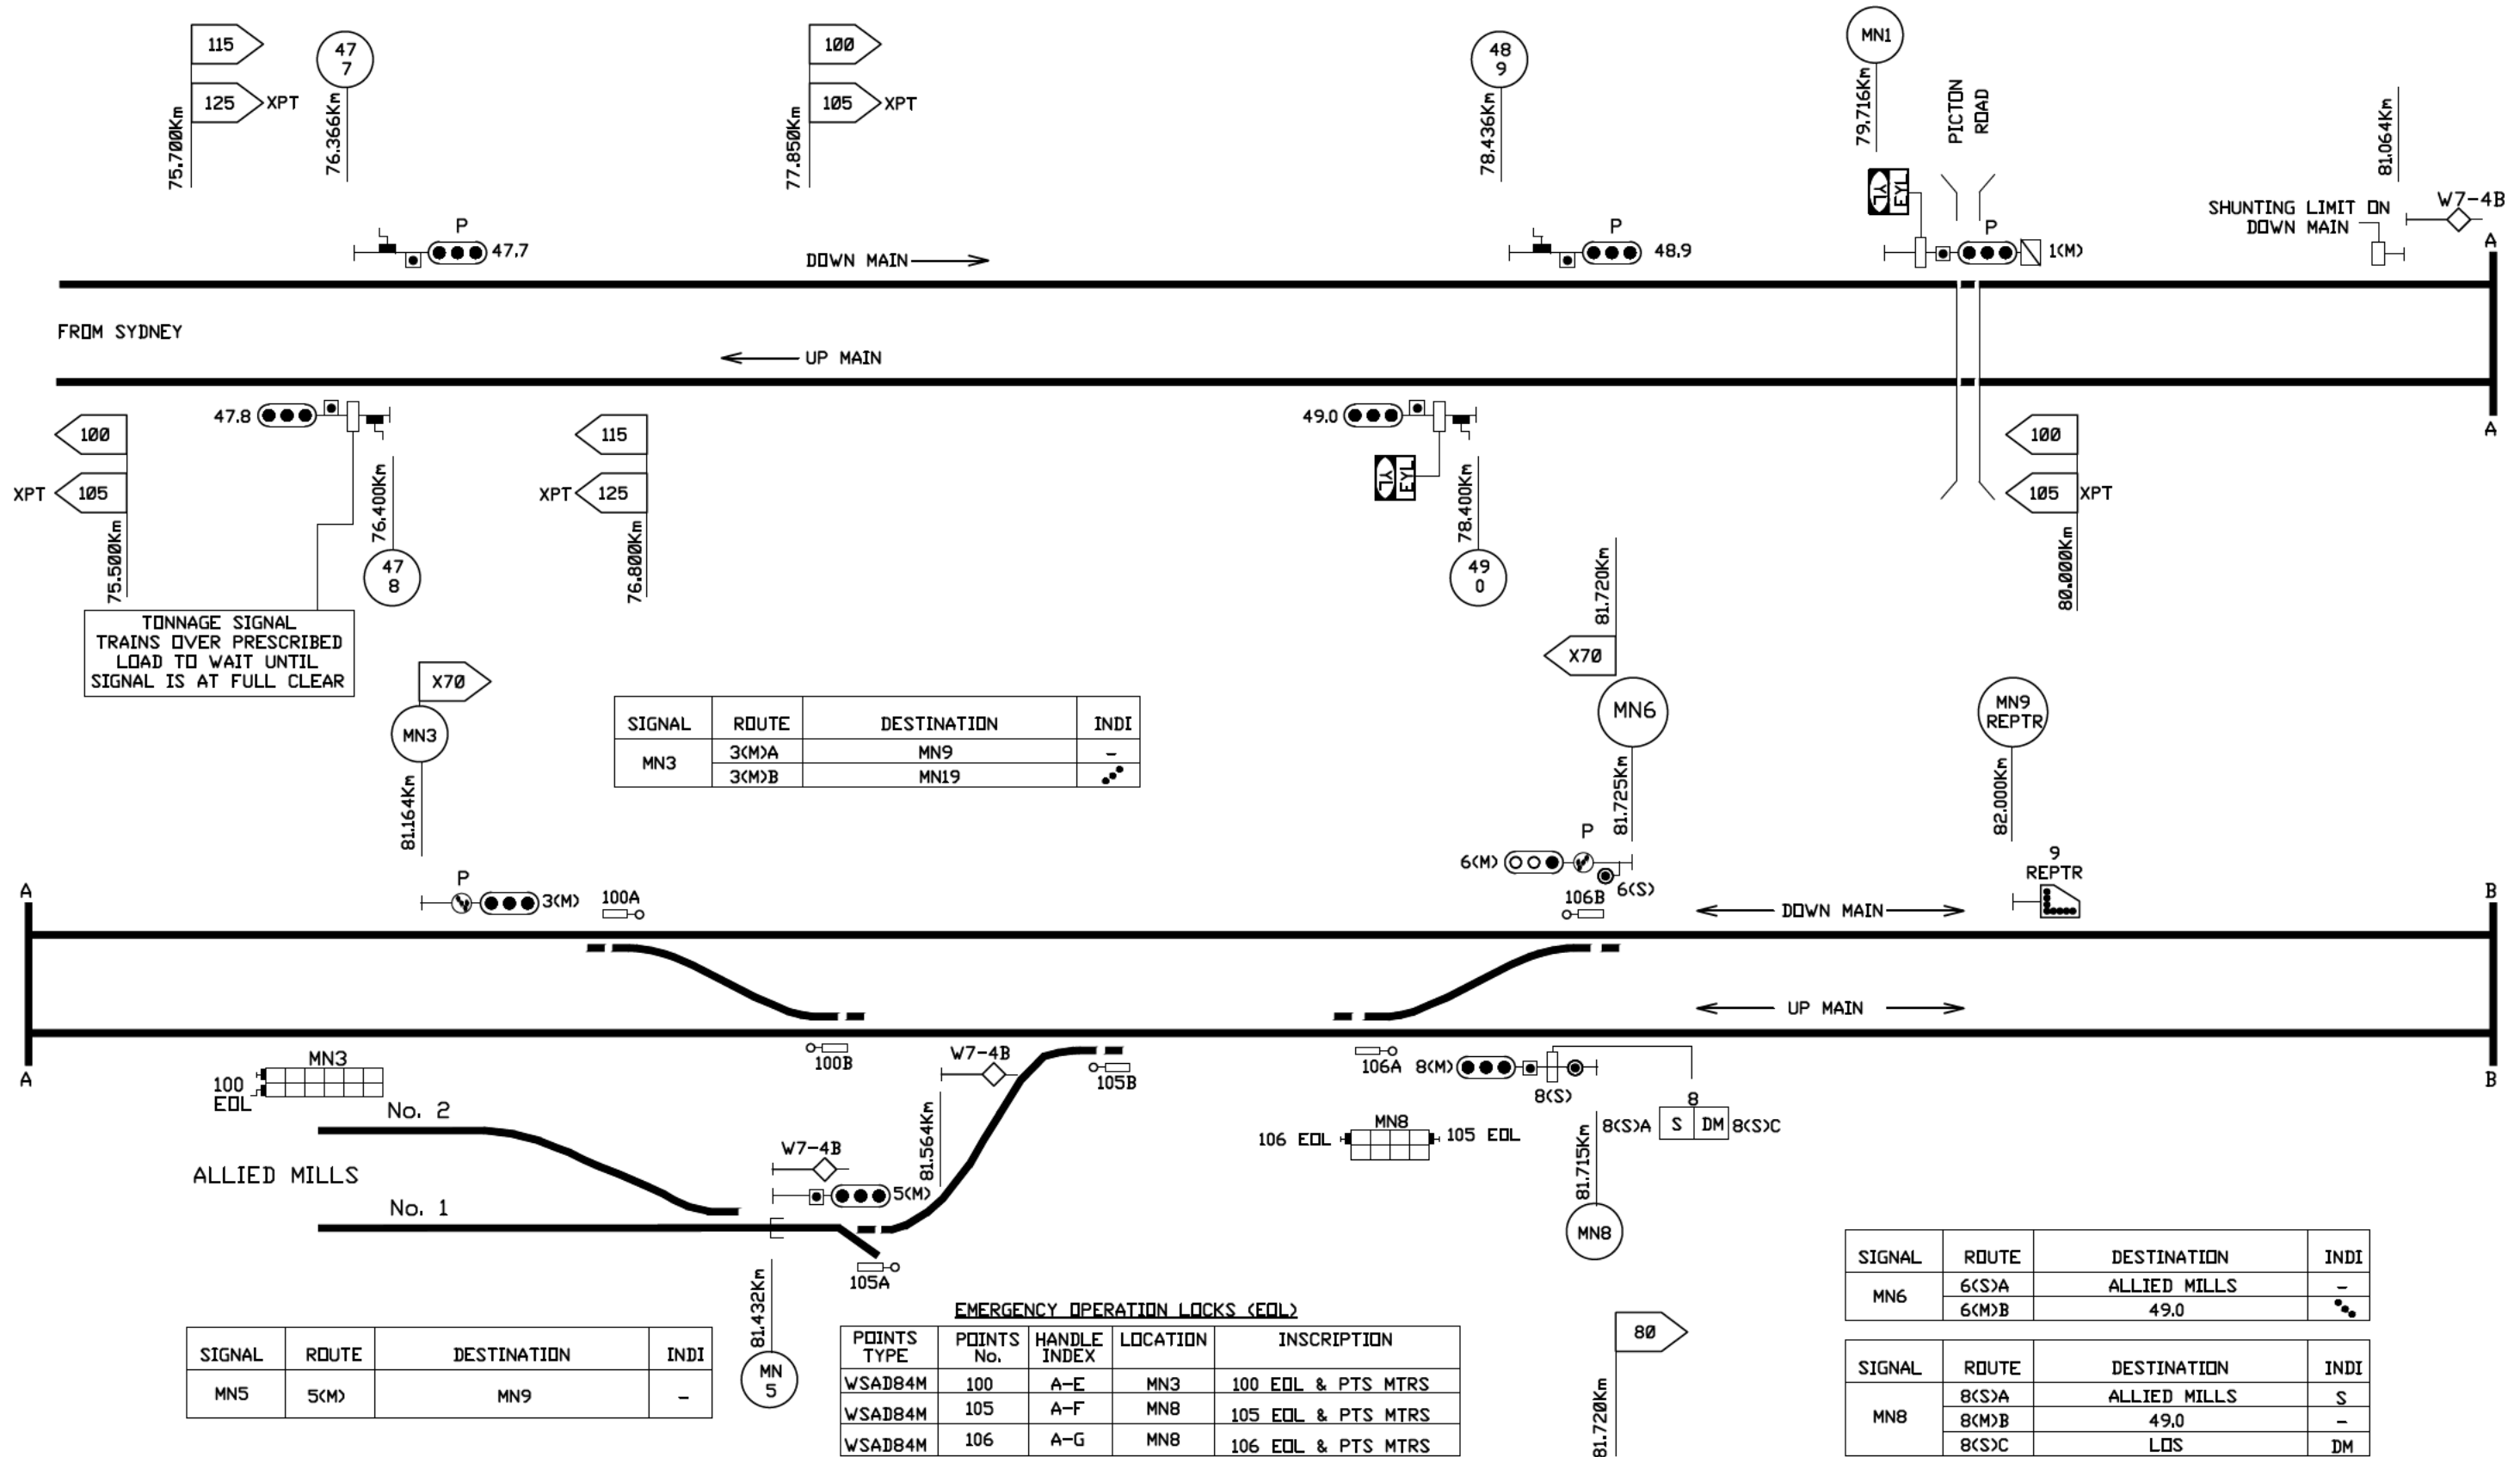 115
125 XPT
75.700Km
47
7
76.366Km
100
105 XPT
77.850Km
48
9
78.436Km
MN1
79.716Km
PICTON
ROAD
81.064Km
W7-4B
SHUNTING LIMIT ON
DOWN MAIN
P
47.7
DOWN MAIN
P
48.9
YL
EYL
P
1(M)
A
FROM SYDNEY
UP MAIN
A
47.8
100
XPT 105
75.500Km
76.400Km
47
8
115
XPT 125
76.800Km
49.0
YL
EYL
78.400Km
49
0
100
105 XPT
80.000Km
TONNAGE SIGNAL
TRAINS OVER PRESCRIBED
LOAD TO WAIT UNTIL
SIGNAL IS AT FULL CLEAR
X70
MN3
81.164Km
SIGNAL ROUTE DESTINATION INDI
MN3
3(M)A MN9 -
3(M)B MN19
81.720Km
X70
MN6
81.725Km
MN9
REPTR
82.000Km
A
P
3(M)
100A
6(M)
P
6(S)
106B
DOWN MAIN
9
REPTR
B
UP MAIN
A
MN3
100
EOL
100B
W7-4B
105B
106A
8(M)
8(S)
B
No. 2
81.564Km
106 EOL
MN8
105 EOL
81.715Km
8
8(S)A S DM 8(S)C
ALLIED MILLS
W7-4B
5(M)
No. 1
MN8
105A
81.432Km
MN
5
SIGNAL ROUTE DESTINATION INDI
MN5 5(M) MN9 -
EMERGENCY OPERATION LOCKS (EOL)
POINTS TYPE POINTS No. HANDLE INDEX LOCATION INSCRIPTION
WSAD84M 100 A-E MN3 100 EOL & PTS MTRS
WSAD84M 105 A-F MN8 105 EOL & PTS MTRS
WSAD84M 106 A-G MN8 106 EOL & PTS MTRS
80
81.720Km
SIGNAL ROUTE DESTINATION INDI
MN6
6(S)A ALLIED MILLS -
6(M)B 49.0
SIGNAL ROUTE DESTINATION INDI
MN8
8(S)A ALLIED MILLS S
8(M)B 49.0 -
8(S)C LOS DM